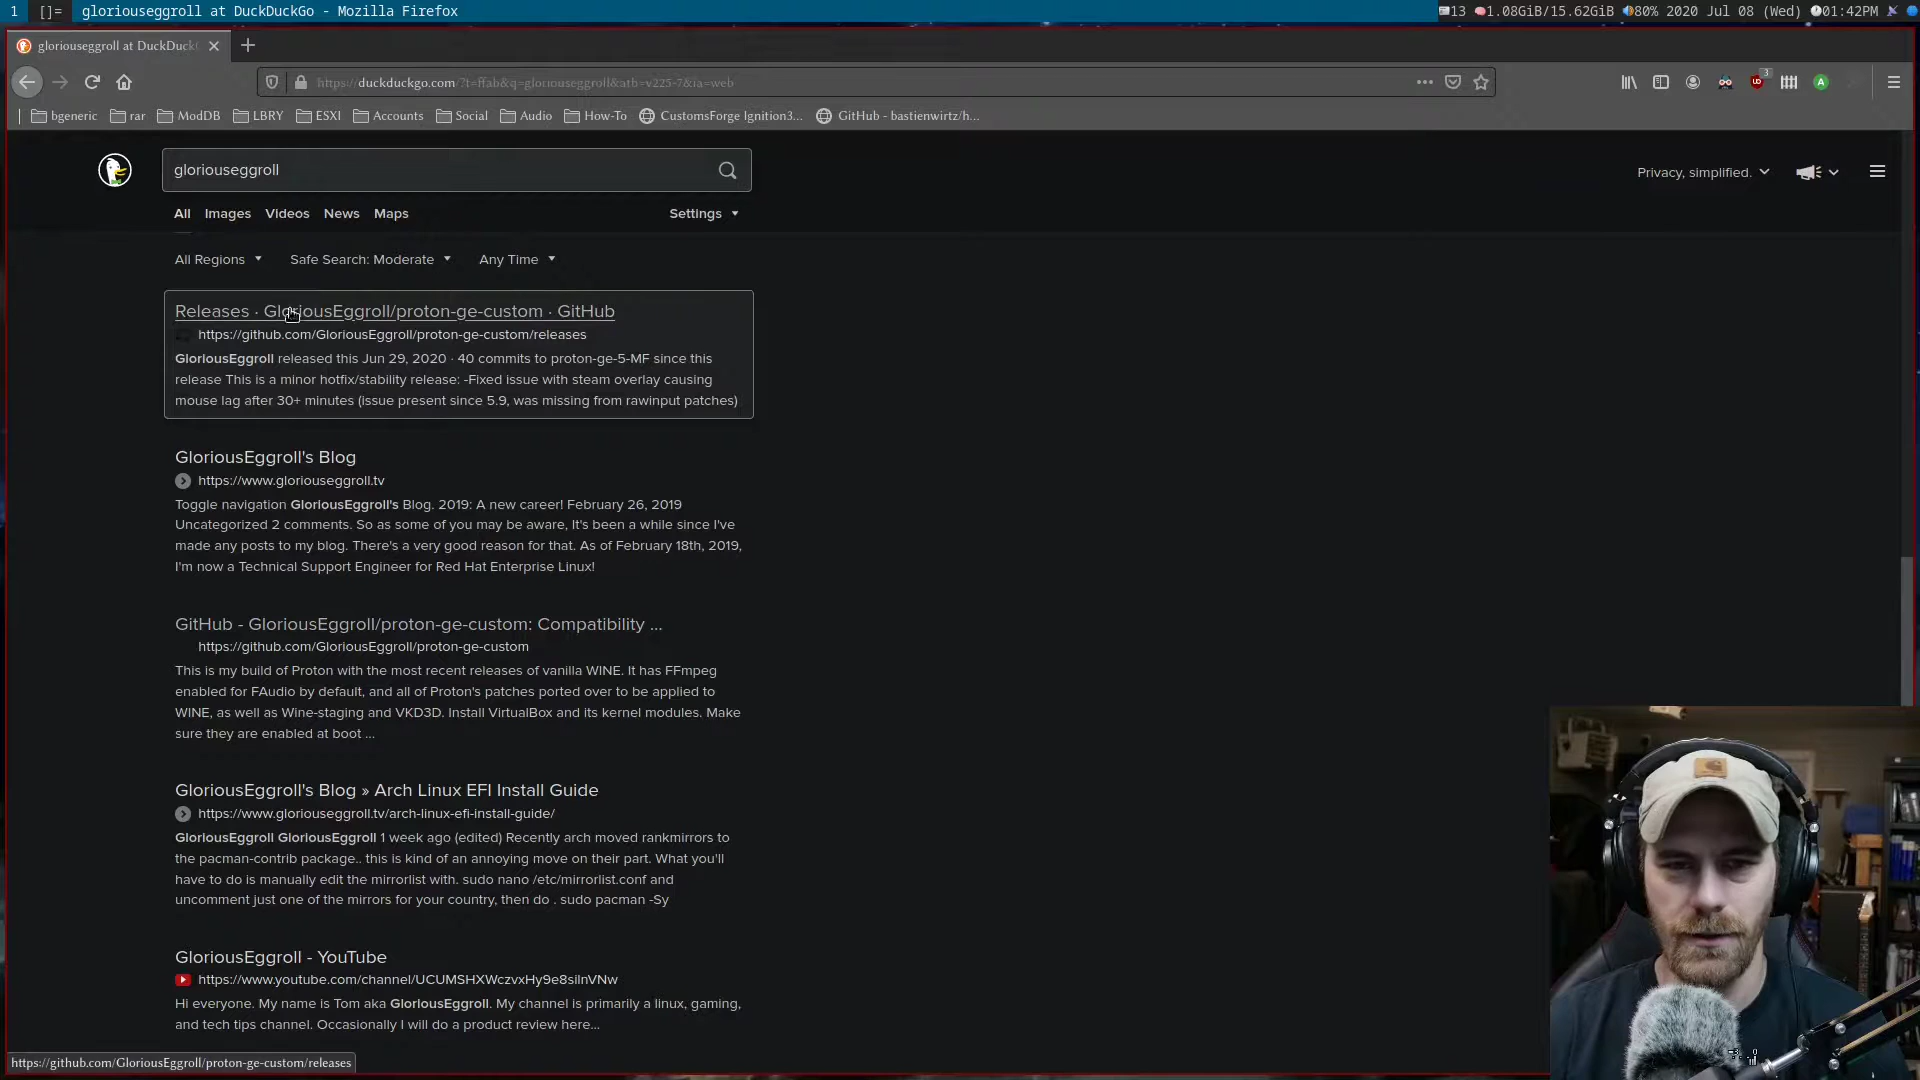 1 []= gloriouseggroll at DuckDuckGo - Mozilla Firefox 13 1.08GiB/15.62GiB 80% 2020 Jul 08 (Wed) 01:42PM
gloriouseggroll at DuckDuck
https://duckduckgo.com/?t=ffab&q=gloriouseggroll&atb=v225-7&ia=web
3
bgeneric rar ModDB LBRY ESXI Accounts Social Audio How-To CustomsForge Ignition3... GitHub - bastienwirtz/h...
gloriouseggroll
Privacy, simplified.
All Images Videos News Maps Settings
All Regions Safe Search: Moderate Any Time
Releases · GloriousEggroll/proton-ge-custom · GitHub
https://github.com/GloriousEggroll/proton-ge-custom/releases
GloriousEggroll released this Jun 29, 2020 · 40 commits to proton-ge-5-MF since this
release This is a minor hotfix/stability release: -Fixed issue with steam overlay causing
mouse lag after 30+ minutes (issue present since 5.9, was missing from rawinput patches)
GloriousEggroll's Blog
https://www.gloriouseggroll.tv
Toggle navigation GloriousEggroll's Blog. 2019: A new career! February 26, 2019
Uncategorized 2 comments. So as some of you may be aware, It's been a while since I've
made any posts to my blog. There's a very good reason for that. As of February 18th, 2019,
I'm now a Technical Support Engineer for Red Hat Enterprise Linux!
GitHub - GloriousEggroll/proton-ge-custom: Compatibility ...
https://github.com/GloriousEggroll/proton-ge-custom
This is my build of Proton with the most recent releases of vanilla WINE. It has FFmpeg
enabled for FAudio by default, and all of Proton's patches ported over to be applied to
WINE, as well as Wine-staging and VKD3D. Install VirtualBox and its kernel modules. Make
sure they are enabled at boot ...
GloriousEggroll's Blog » Arch Linux EFI Install Guide
https://www.gloriouseggroll.tv/arch-linux-efi-install-guide/
GloriousEggroll GloriousEggroll 1 week ago (edited) Recently arch moved rankmirrors to
the pacman-contrib package.. this is kind of an annoying move on their part. What you'll
have to do is manually edit the mirrorlist with. sudo nano /etc/mirrorlist.conf and
uncomment just one of the mirrors for your country, then do . sudo pacman -Sy
GloriousEggroll - YouTube
https://www.youtube.com/channel/UCUMSHXWczvxHy9e8silnVNw
Hi everyone. My name is Tom aka GloriousEggroll. My channel is primarily a linux, gaming,
and tech tips channel. Occasionally I will do a product review here...
https://github.com/GloriousEggroll/proton-ge-custom/releases